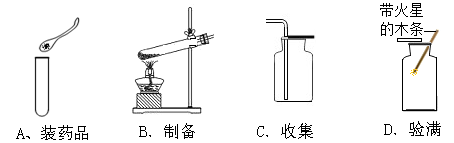 带火星
的木条
A、装药品
B. 制备
C. 收集
D. 验满